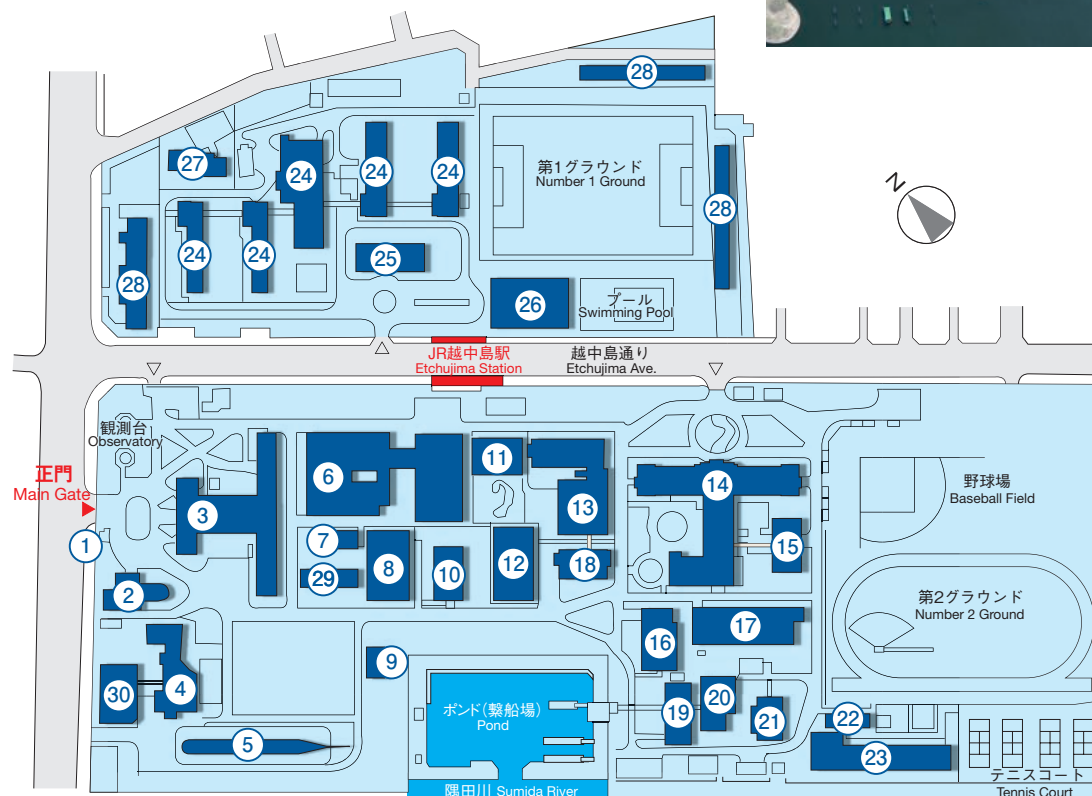 28
第1グラウンド
Number 1 Ground
27
24
24
24
N
28
24
24
25
28
26
プール
Swimming Pool
JR越中島駅
Etchujima Station
越中島通り
Etchujima Ave.
観測台
Observatory
正門
Main Gate
1
2
3
6
11
13
14
野球場
Baseball Field
7
8
10
12
18
15
29
第2グラウンド
Number 2 Ground
16
17
9
30
4
5
ポンド(繋船場)
Pond
19
20
21
22
23
テニスコート
Tennis Court
隅田川 Sumida River